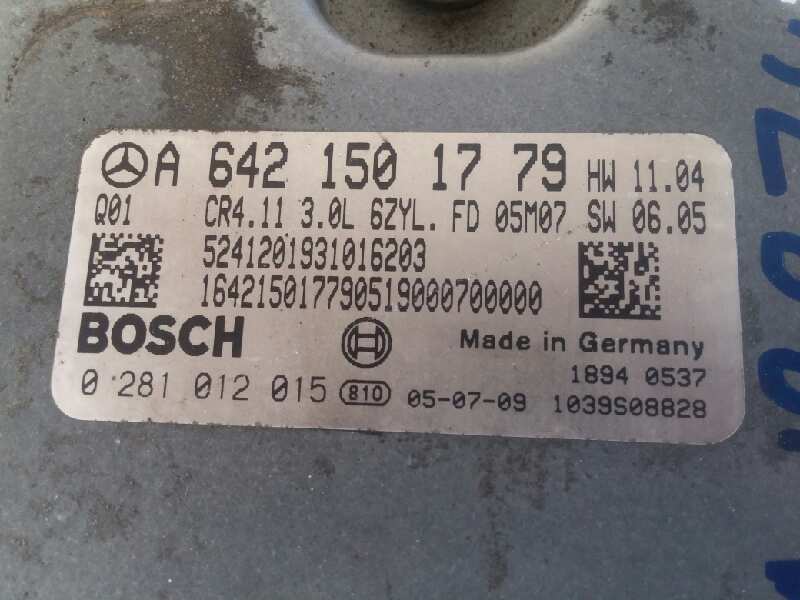 A 642 150 17 79 HW 11.04
Q01 CR4.11 3.0L 6ZYL. FD 05M07 SW 06.05
5241201931016203
164215017790519000700000
BOSCH Made in Germany
1894 0537
0 281 012 015 810 05-07-09 1039S08828